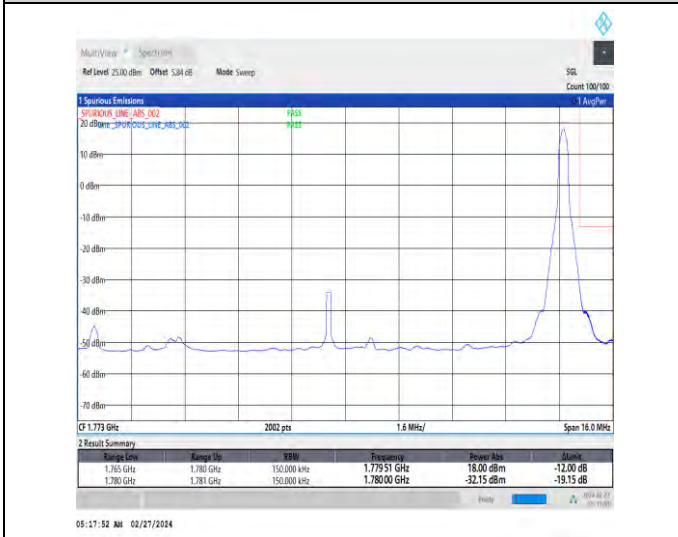 MultiView Spectrum
Ref Level 25.00 dBm Offset 5.84 dB Mode Sweep SGL
Count 100/100
1 Spurious Emissions 1 AvgPwr
SPURIOUS_LINE_ABS_002 PASS
20 dBm _SPURIOUS_LINE_ABS_002 PASS
10 dBm
0 dBm
-10 dBm
-20 dBm
-30 dBm
-40 dBm
-50 dBm
-60 dBm
-70 dBm
CF 1.773 GHz 2002 pts 1.6 MHz/ Span 16.0 MHz
2 Result Summary
Range Low Range Up RBW Frequency Power Abs ΔLimit
1.765 GHz 1.780 GHz 150.000 kHz 1.77951 GHz 18.00 dBm -12.00 dB
1.780 GHz 1.781 GHz 150.000 kHz 1.78000 GHz -32.15 dBm -19.15 dB
05:17:52 AM 02/27/2024